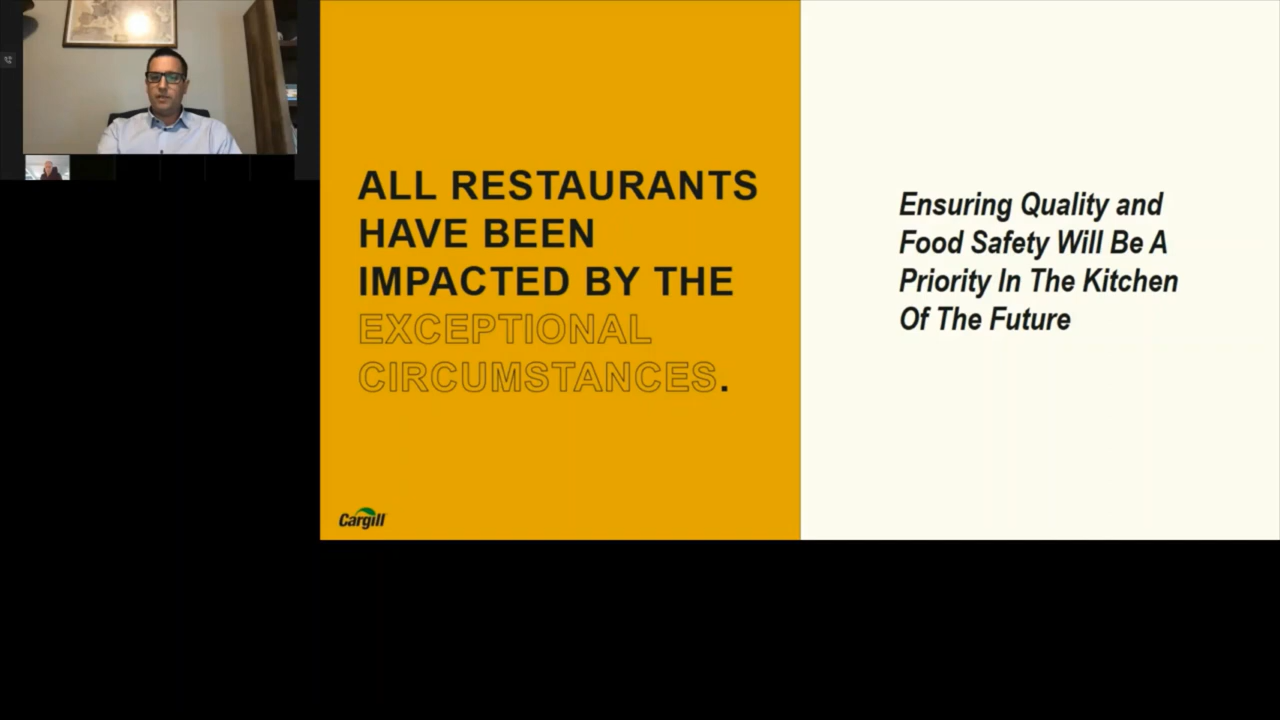 ALL RESTAURANTS
HAVE BEEN
IMPACTED BY THE
EXCEPTIONAL
CIRCUMSTANCES.
Cargill
Ensuring Quality and
Food Safety Will Be A
Priority In The Kitchen
Of The Future